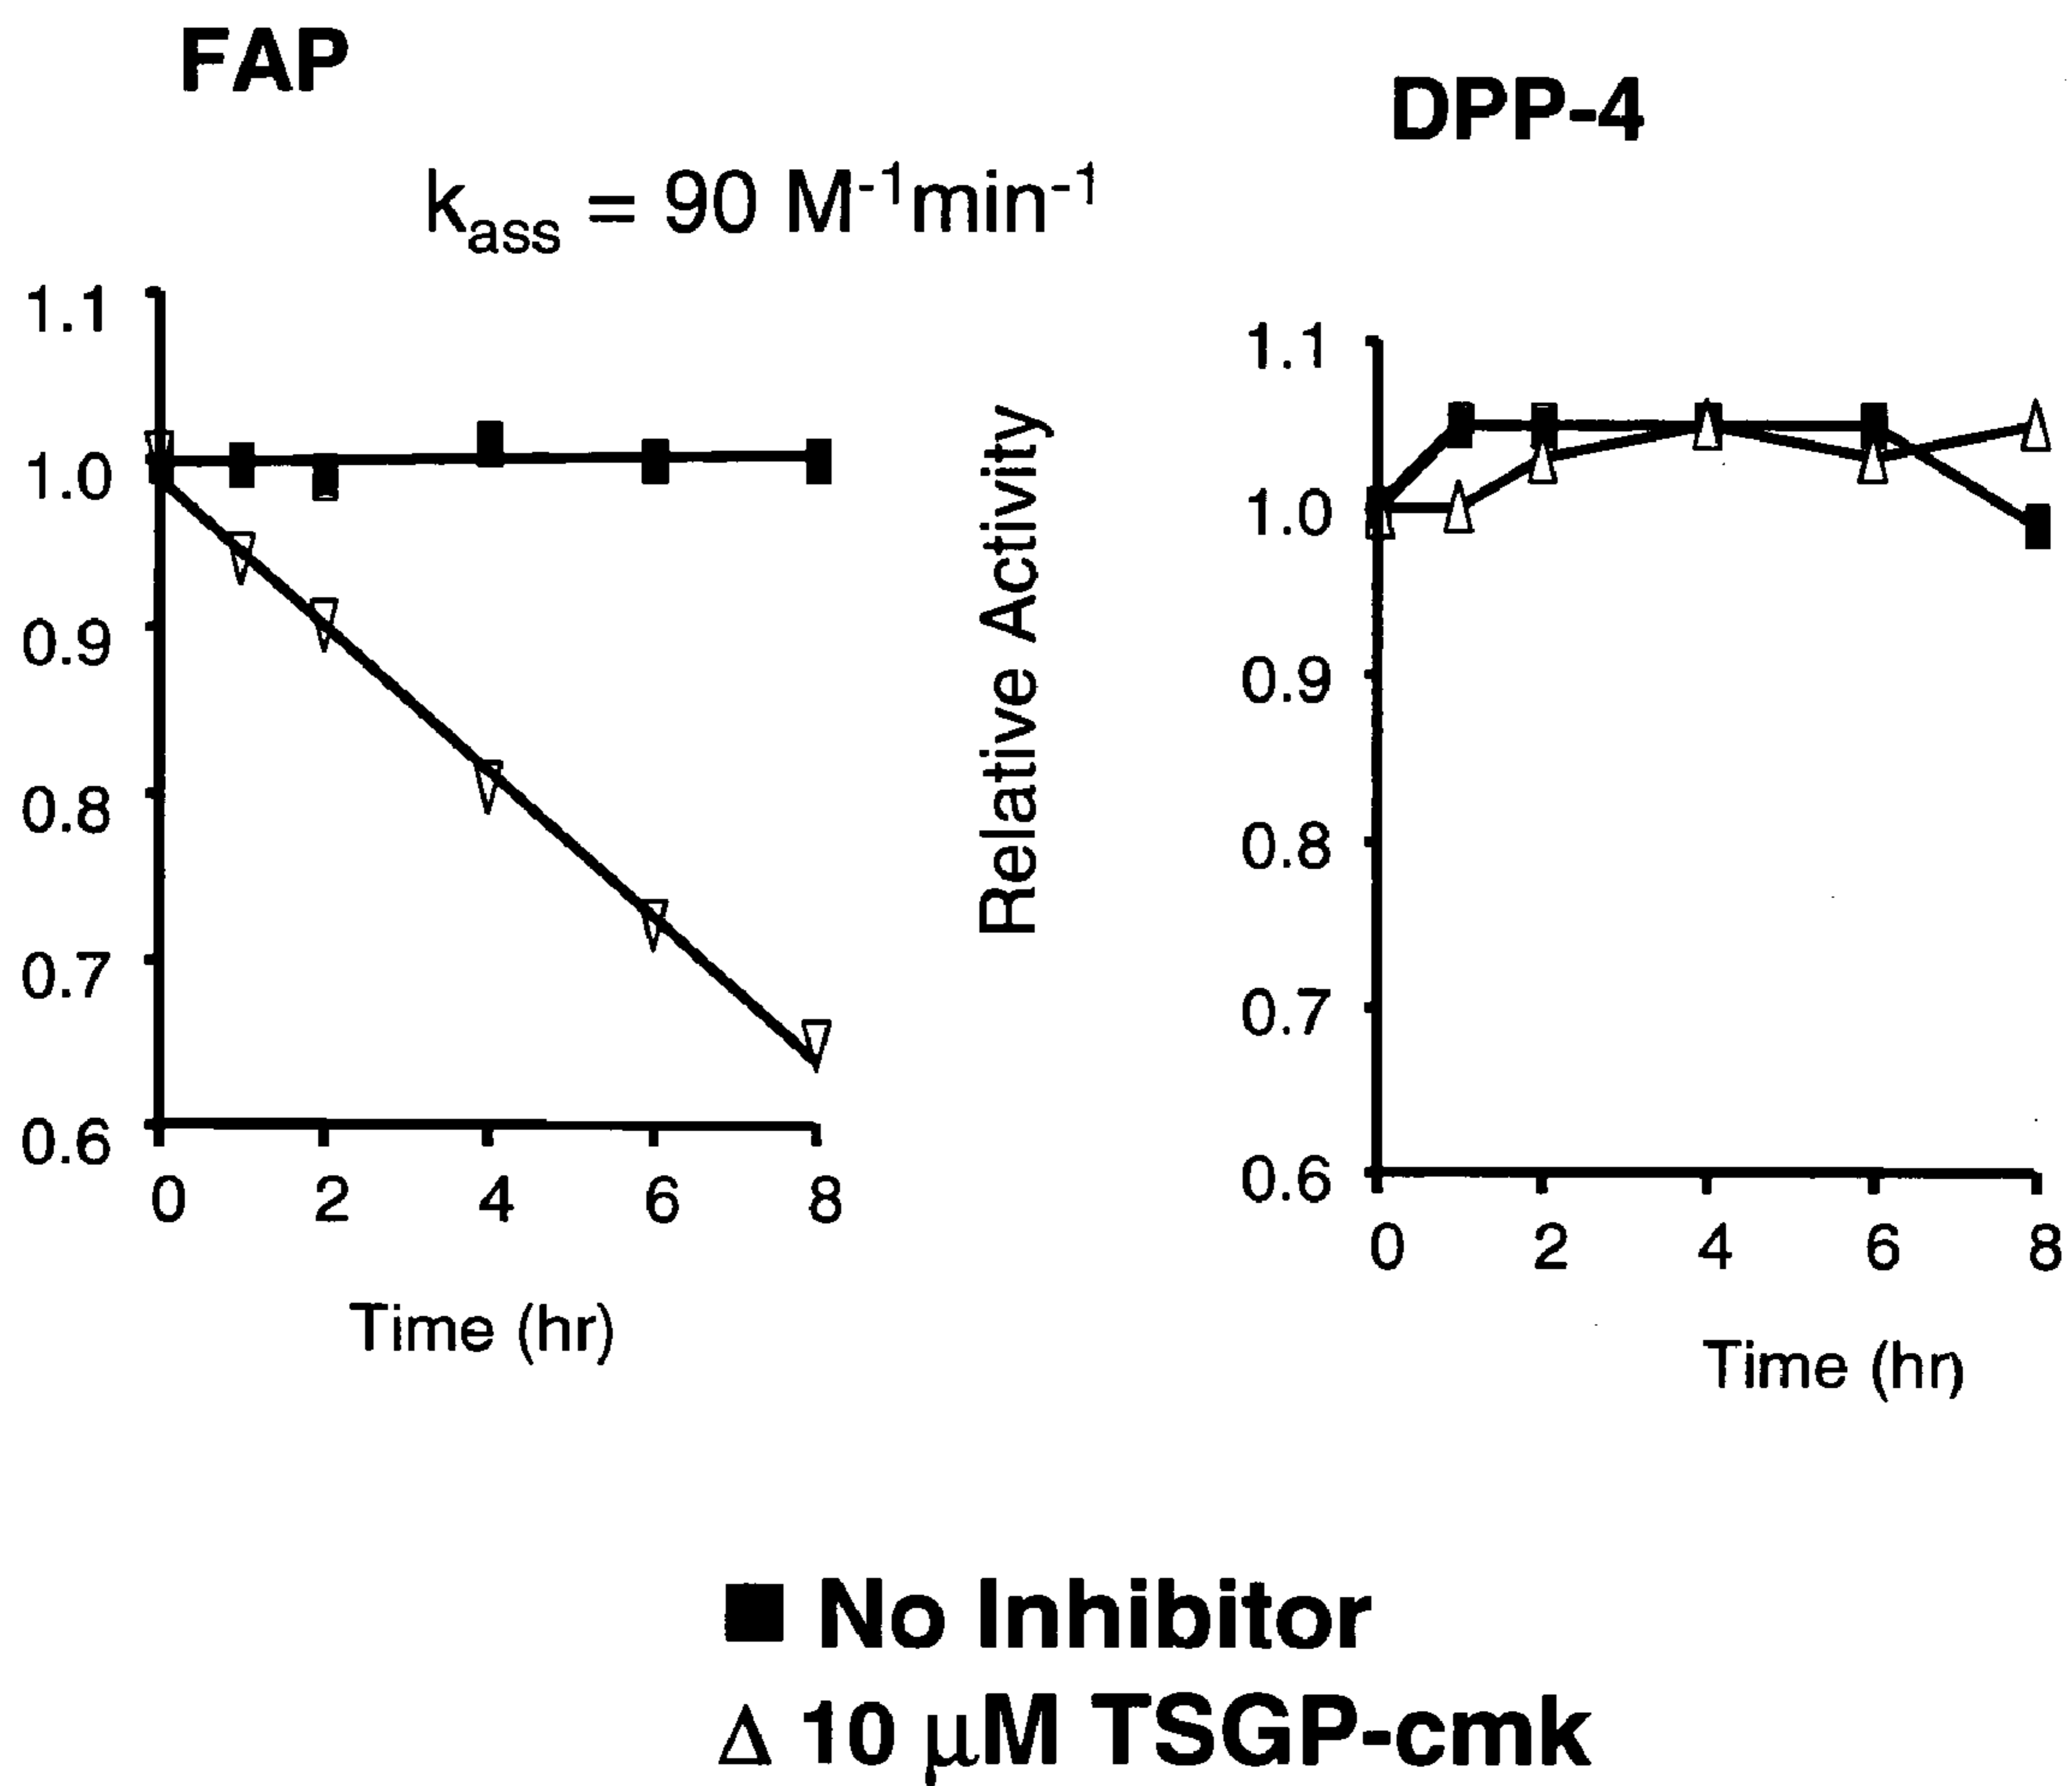 FAP
k_ass = 90 M⁻¹min⁻¹
1.1
1.0
0.9
0.8
0.7
0.6
0 2 4 6 8
Time (hr)
DPP-4
Relative Activity
1.1
1.0
0.9
0.8
0.7
0.6
0 2 4 6 8
Time (hr)
No Inhibitor
10 μM TSGP-cmk